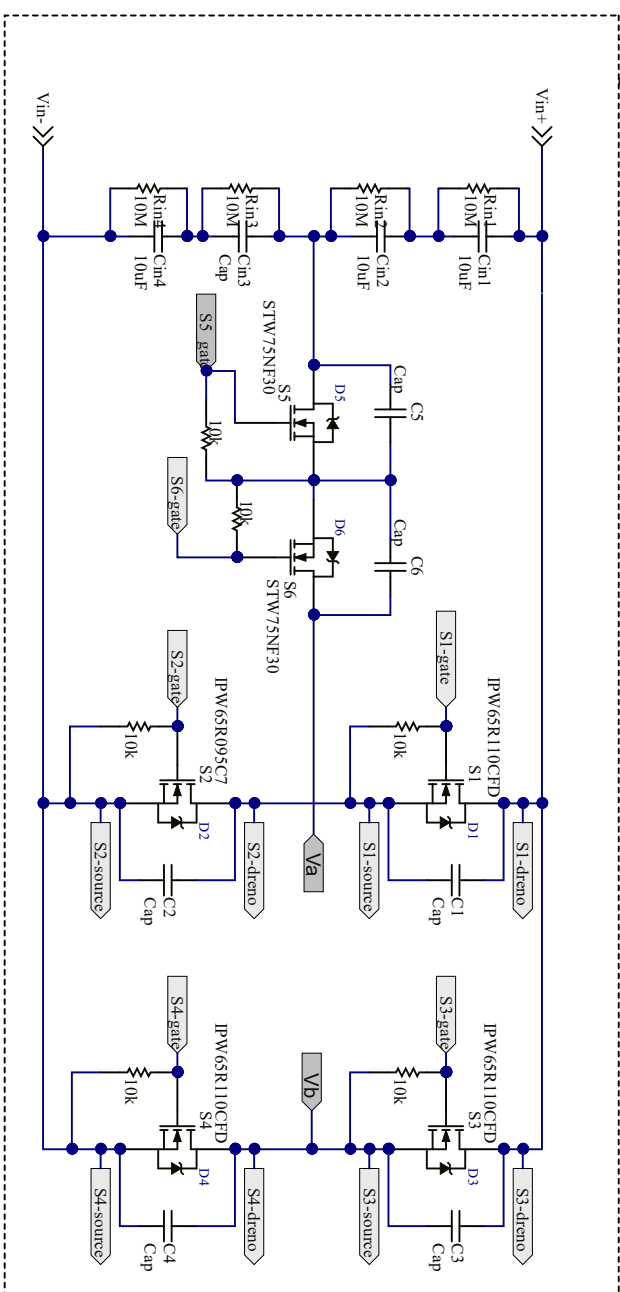 Vin+
Vin-
Rin1
10M
Cin1
10uF
Rin2
10M
Cin2
10uF
Rin3
10M
Cin3
Cap
Rin4
10M
Cin4
10uF
S5_gate
10k
STW75NF30
S5
D5
Cap
C5
S6-gate
10k
STW75NF30
S6
D6
Cap
C6
S1-gate
10k
IPW65R110CFD
S1
D1
C1
Cap
S1-dreno
S1-source
Va
S2-gate
10k
IPW65R095C7
S2
D2
C2
Cap
S2-dreno
S2-source
S3-gate
10k
IPW65R110CFD
S3
D3
C3
Cap
S3-dreno
S3-source
Vb
S4-gate
10k
IPW65R110CFD
S4
D4
C4
Cap
S4-dreno
S4-source